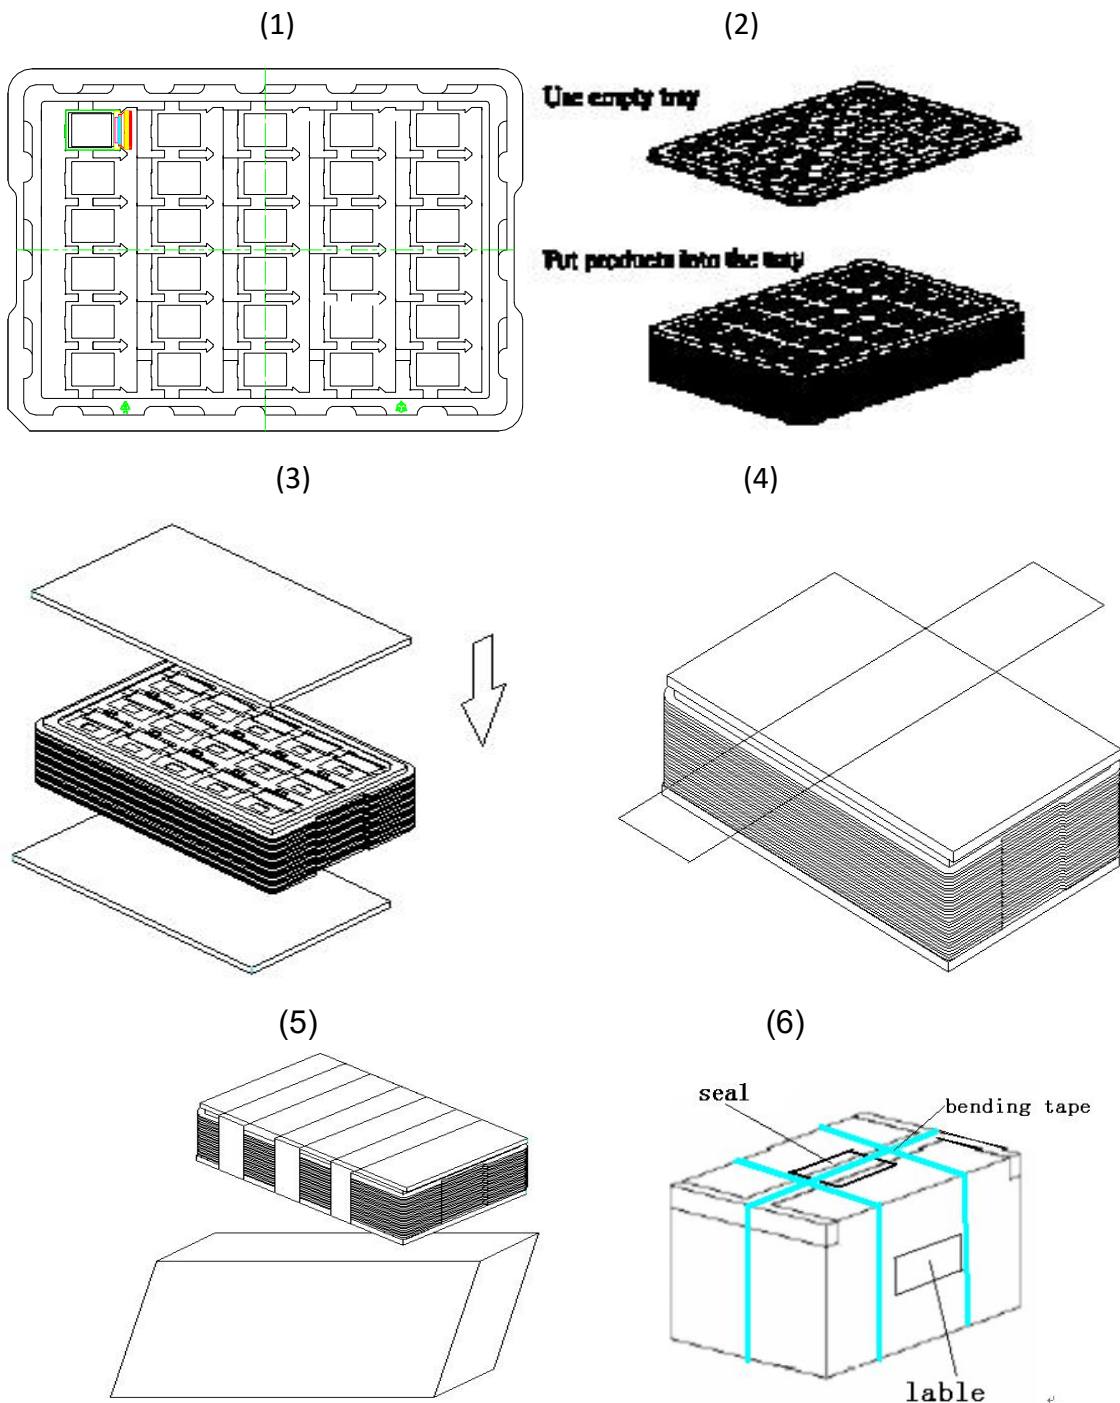 (1)
(2)
Use empty tray
Put products into the tray
(3)
(4)
(5)
(6)
seal
bending tape
lable